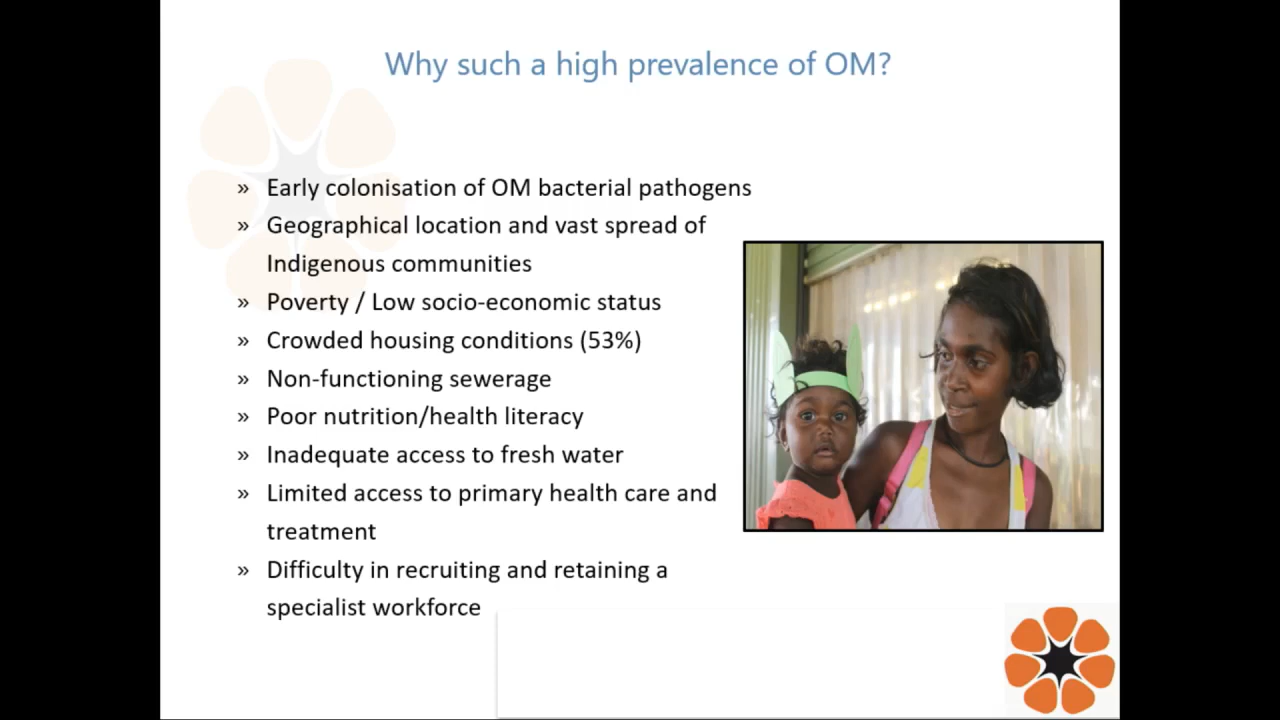 Why such a high prevalence of OM?
» Early colonisation of OM bacterial pathogens
» Geographical location and vast spread of
Indigenous communities
» Poverty / Low socio-economic status
» Crowded housing conditions (53%)
» Non-functioning sewerage
» Poor nutrition/health literacy
» Inadequate access to fresh water
» Limited access to primary health care and
treatment
» Difficulty in recruiting and retaining a
specialist workforce